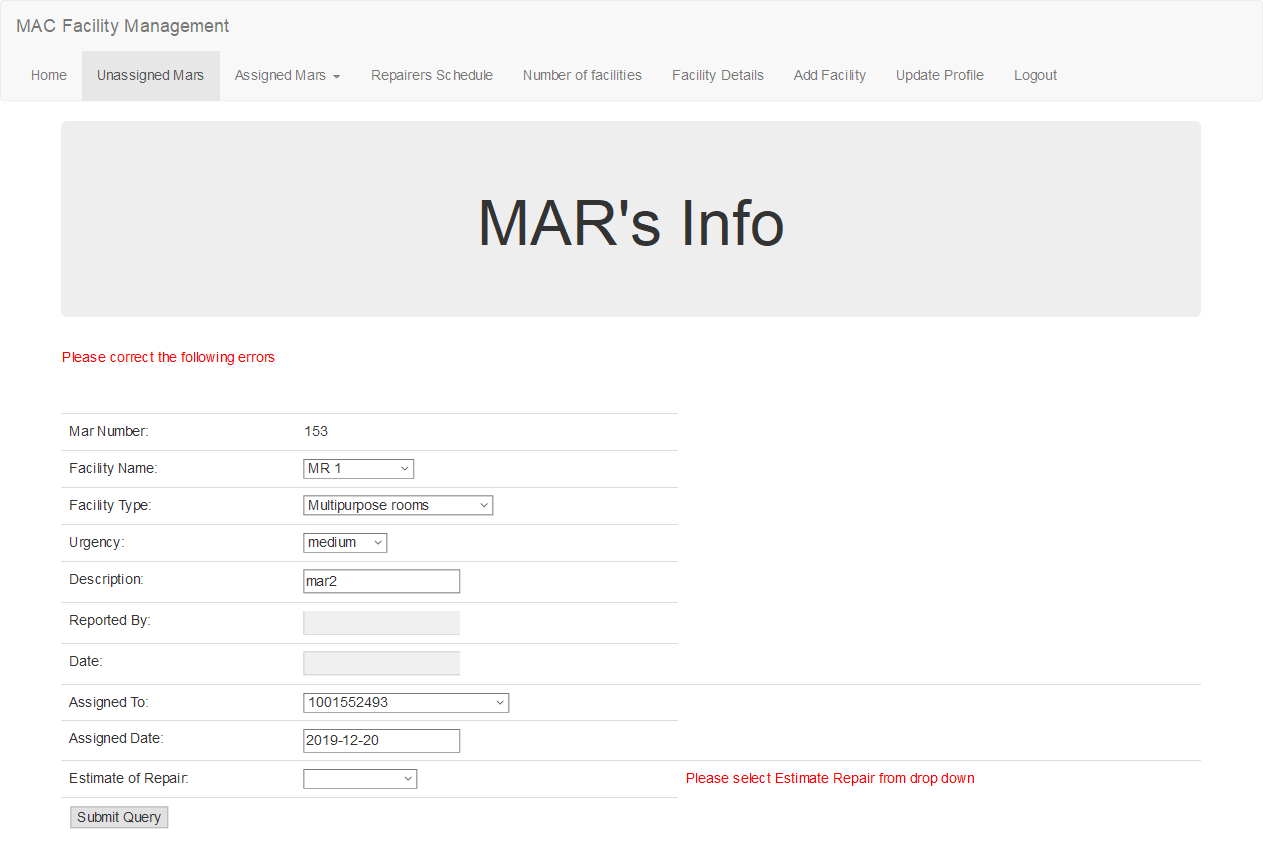 MAC Facility Management
Home Unassigned Mars Assigned Mars Repairers Schedule Number of facilities Facility Details Add Facility Update Profile Logout
MAR's Info
Please correct the following errors
Mar Number: 153
Facility Name: MR 1
Facility Type: Multipurpose rooms
Urgency: medium
Description: mar2
Reported By:
Date:
Assigned To: 1001552493
Assigned Date: 2019-12-20
Estimate of Repair: Please select Estimate Repair from drop down
Submit Query